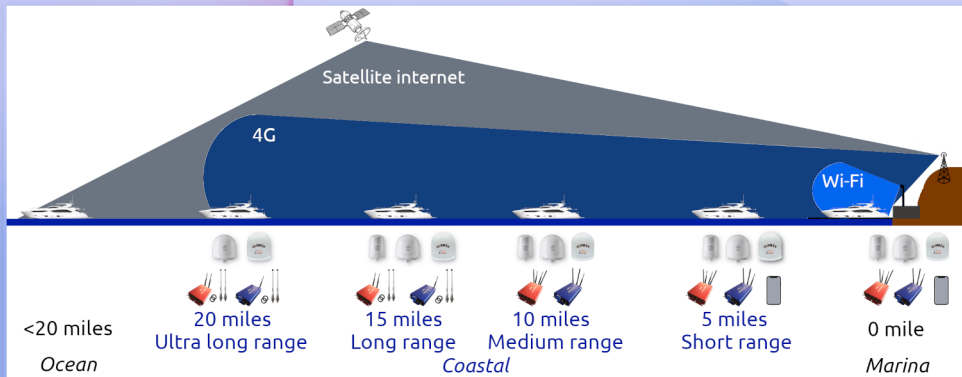 Satellite internet
4G
Wi-Fi
<20 miles
20 miles
15 miles
10 miles
5 miles
0 mile
Ultra long range
Long range
Medium range
Short range
Ocean
Coastal
Marina